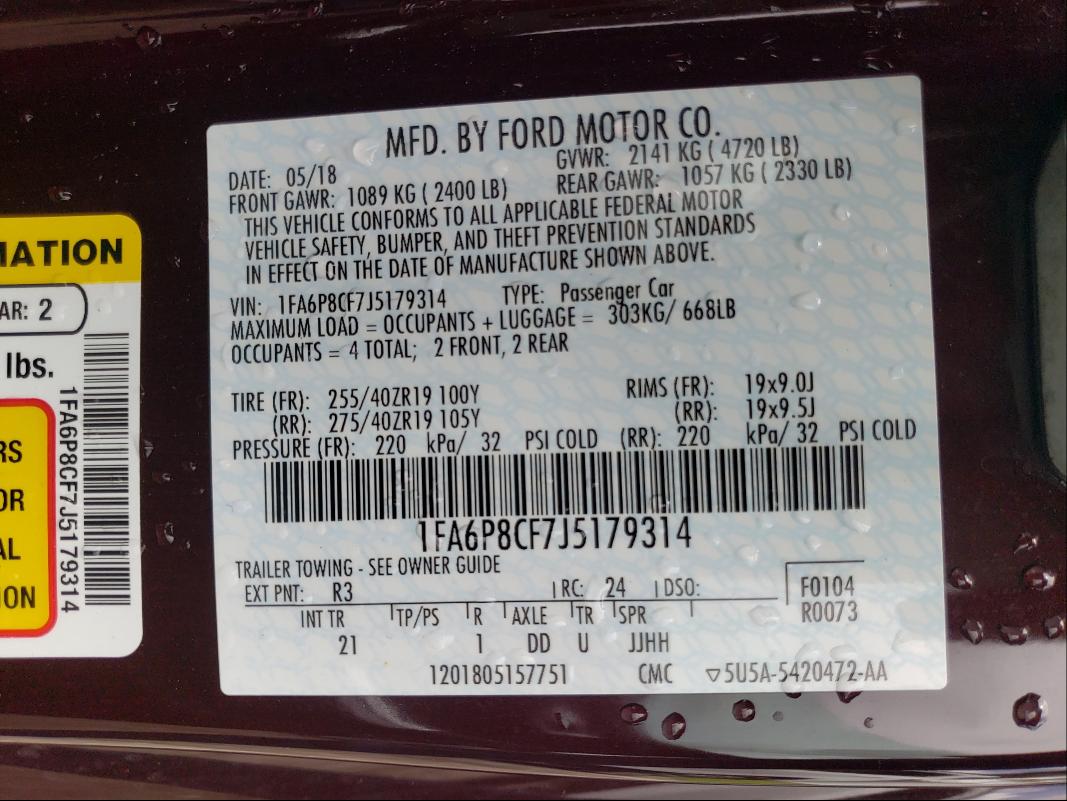 MFD. BY FORD MOTOR CO.
DATE: 05/18 GVWR: 2141 KG ( 4720 LB)
FRONT GAWR: 1089 KG ( 2400 LB) REAR GAWR: 1057 KG ( 2330 LB)
THIS VEHICLE CONFORMS TO ALL APPLICABLE FEDERAL MOTOR
VEHICLE SAFETY, BUMPER, AND THEFT PREVENTION STANDARDS
IN EFFECT ON THE DATE OF MANUFACTURE SHOWN ABOVE.
VIN: 1FA6P8CF7J5179314 TYPE: Passenger Car
MAXIMUM LOAD = OCCUPANTS + LUGGAGE = 303KG/ 668LB
OCCUPANTS = 4 TOTAL; 2 FRONT, 2 REAR
TIRE (FR): 255/40ZR19 100Y RIMS (FR): 19x9.0J
(RR): 275/40ZR19 105Y (RR): 19x9.5J
PRESSURE (FR): 220 kPa/ 32 PSI COLD (RR): 220 kPa/ 32 PSI COLD
1FA6P8CF7J5179314
TRAILER TOWING - SEE OWNER GUIDE
EXT PNT: R3 RC: 24 DSO: F0104
R0073
INT TR TP/PS R AXLE TR SPR
21 1 DD U JJHH
1201805157751 CMC ▽5U5A-5420472-AA
MATION
AR: 2
lbs.
RS
OR
AL
ION
1FA6P8CF7J5179314